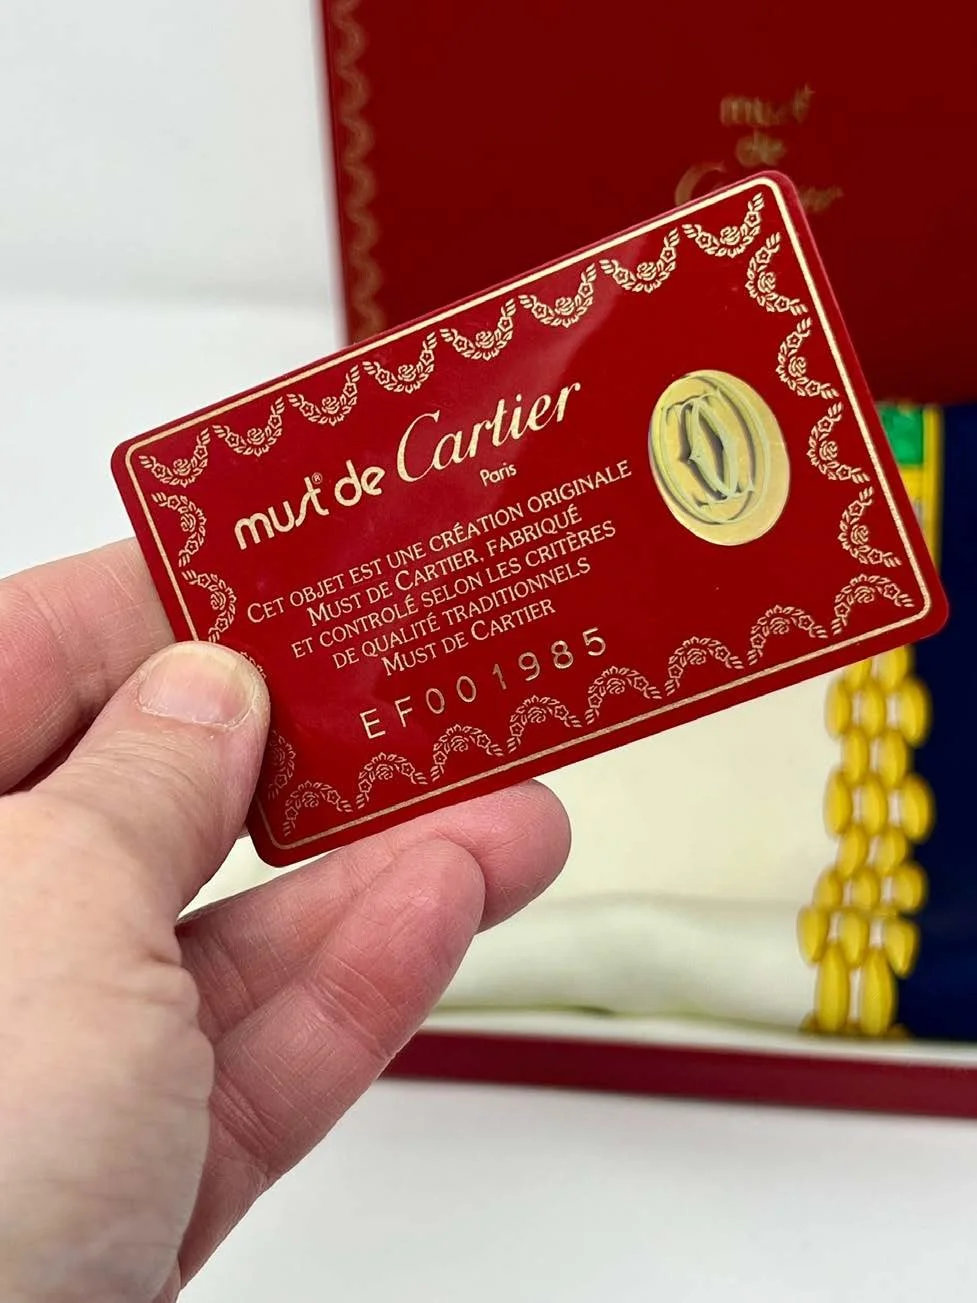 must
de
Cartier
must® de Cartier
Paris
CET OBJET EST UNE CRÉATION ORIGINALE
MUST DE CARTIER, FABRIQUÉ
ET CONTROLÉ SELON LES CRITÈRES
DE QUALITÉ TRADITIONNELS
MUST DE CARTIER
EF001985